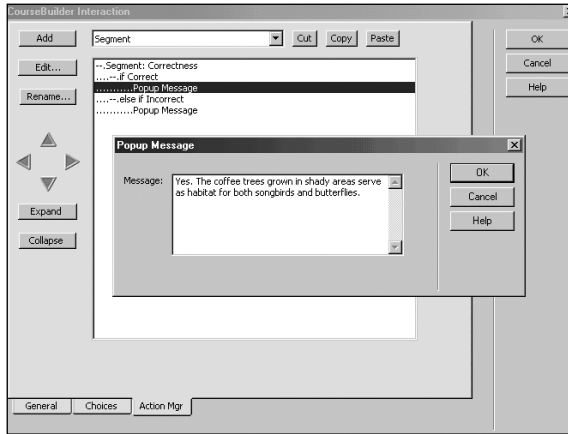 CourseBuilder Interaction
Add
Segment
Cut
Copy
Paste
OK
Edit...
--.Segment: Correctness
Cancel
....--.if Correct
Help
...........Popup Message
Rename...
....--.else if Incorrect
...........Popup Message
Popup Message
Message:
Yes. The coffee trees grown in shady areas serve
as habitat for both songbirds and butterflies.
OK
Cancel
Help
Expand
Collapse
General
Choices
Action Mgr